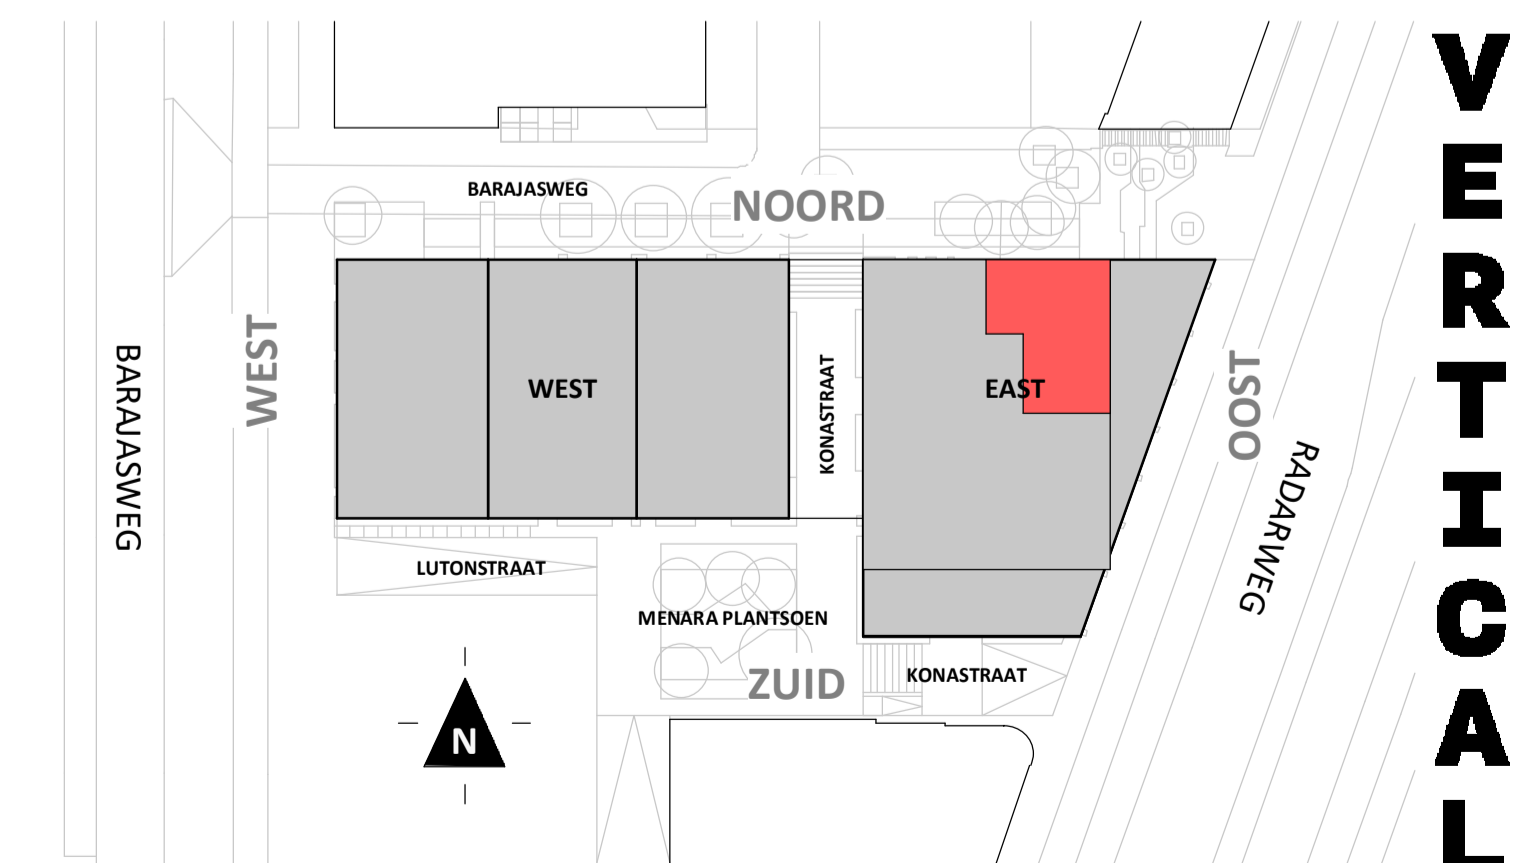 BARAJASWEG
NOORD
WEST
BARAJASWEG
WEST
KONASTRAAT
EAST
OOST
RADARWEG
LUTONSTRAAT
MENARA PLANTSOEN
ZUID
KONASTRAAT
N
VERTICAL